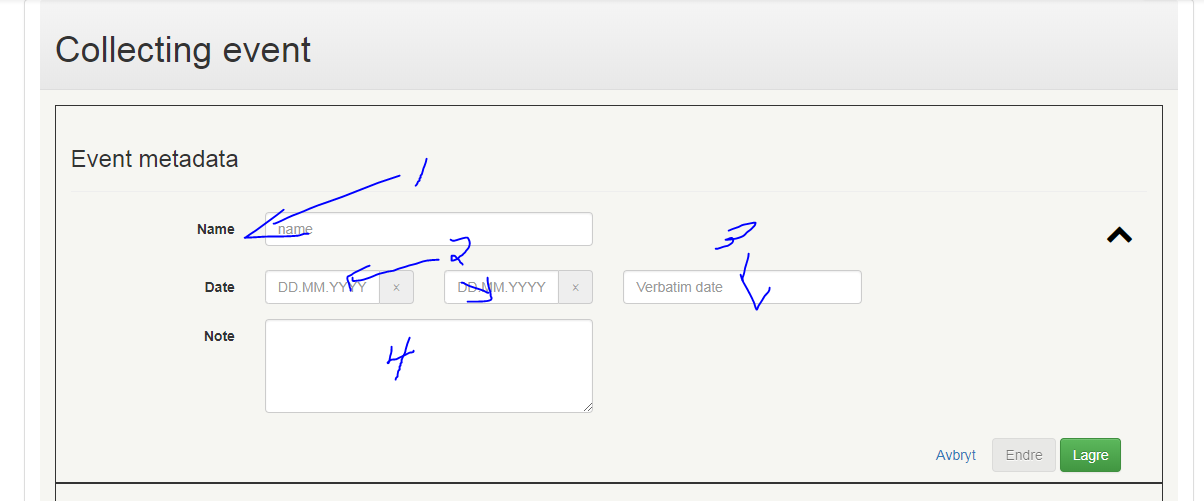 Collecting event
Event metadata
1
Name name
2 3
Date DD.MM.YYYY × DD.MM.YYYY × Verbatim date
Note
4
Avbryt Endre Lagre